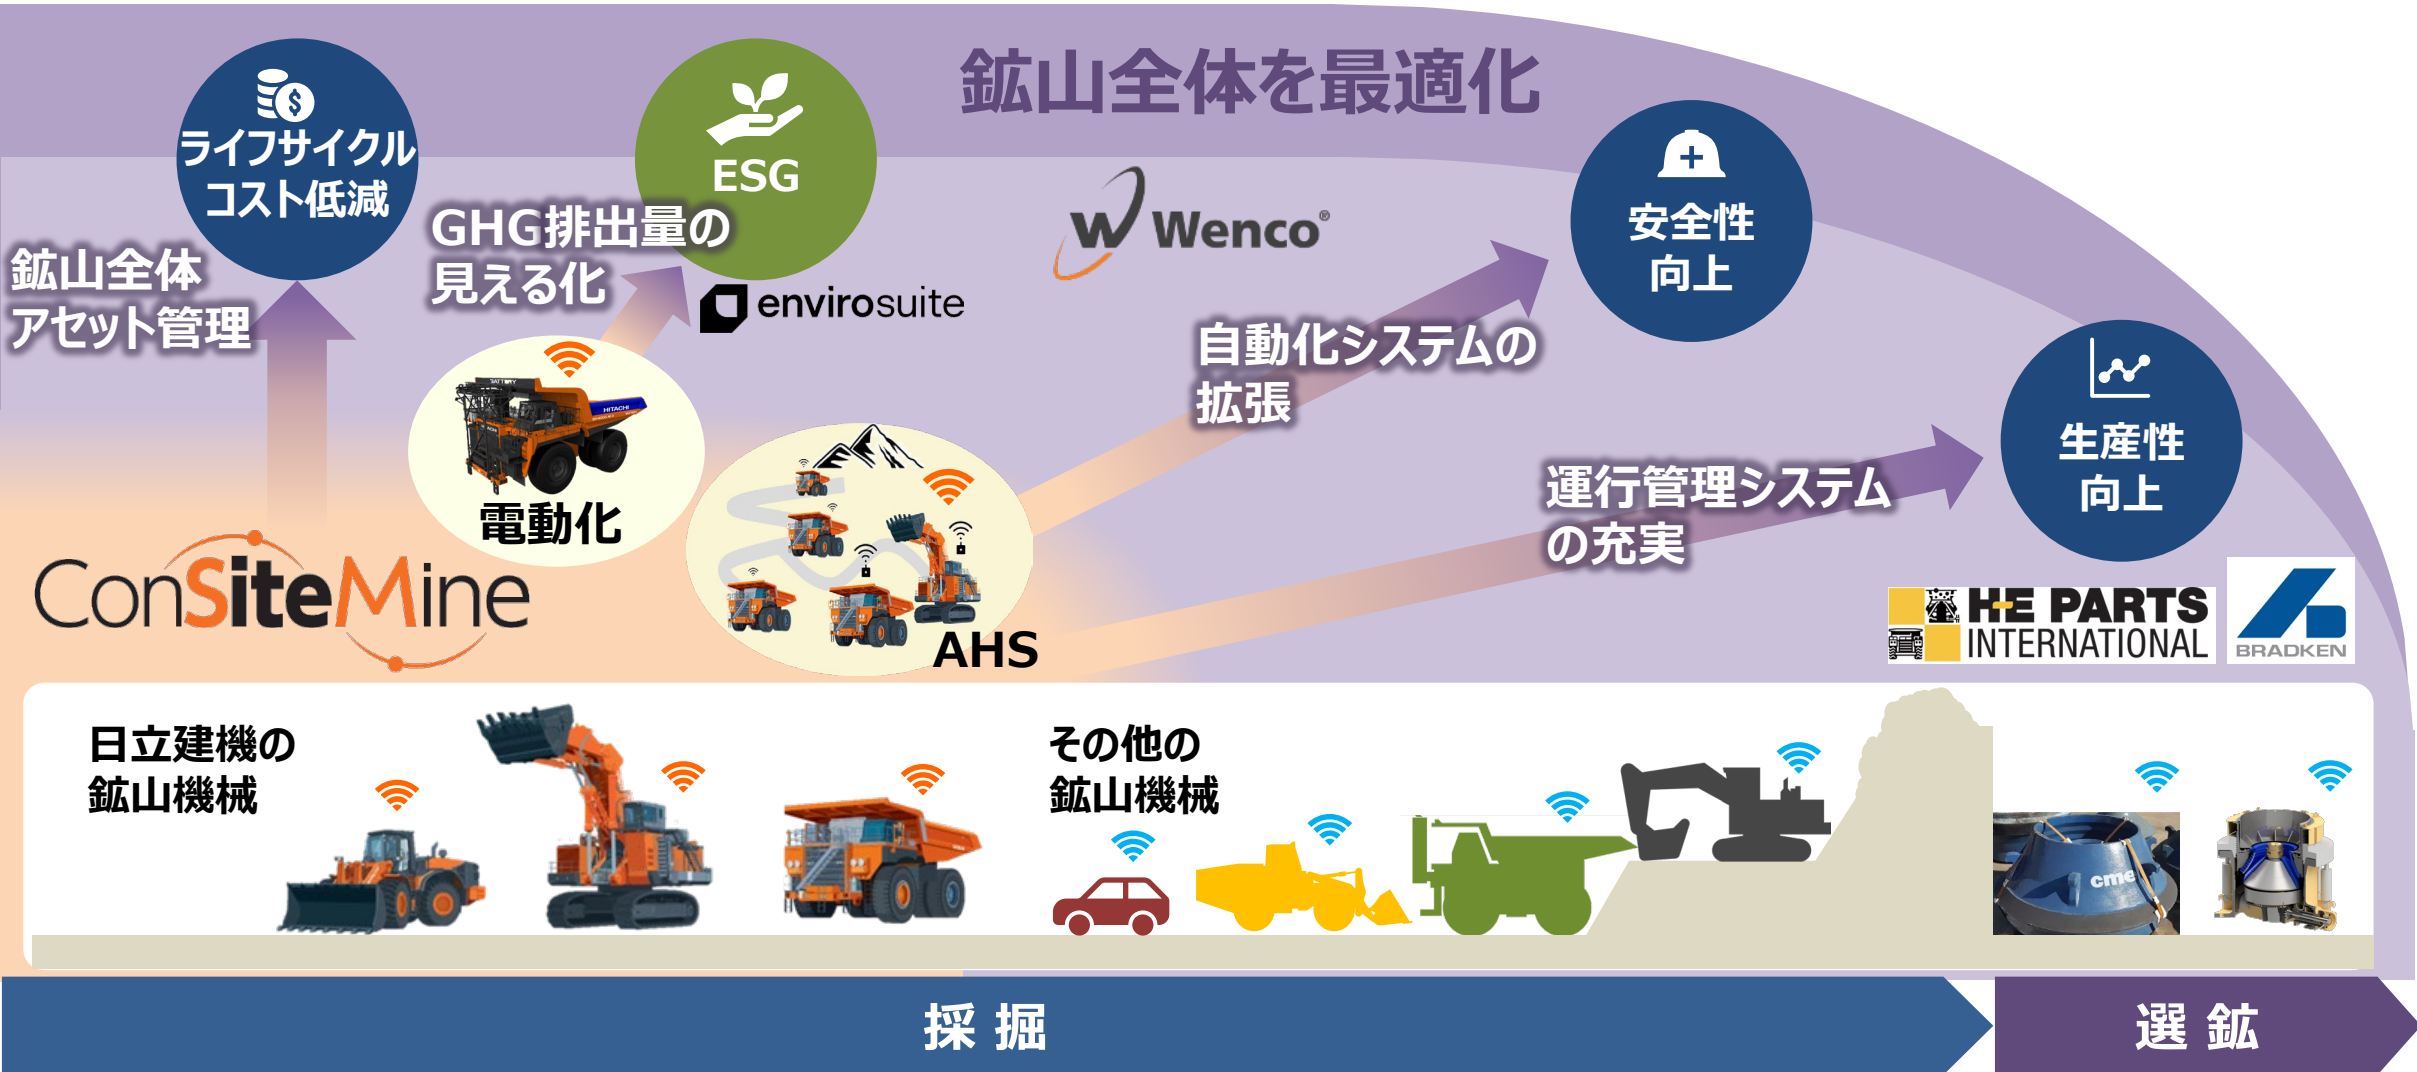 鉱山全体を最適化
ライフサイクル
コスト低減
ESG
GHG排出量の
見える化
鉱山全体
アセット管理
envirosuite
Wenco®
安全性
向上
自動化システムの
拡張
生産性
向上
運行管理システム
の充実
BATTERY
HITACHI
電動化
AHS
ConSiteMine
H-E PARTS
INTERNATIONAL
BRADKEN
日立建機の
鉱山機械
その他の
鉱山機械
cme
採掘
選鉱